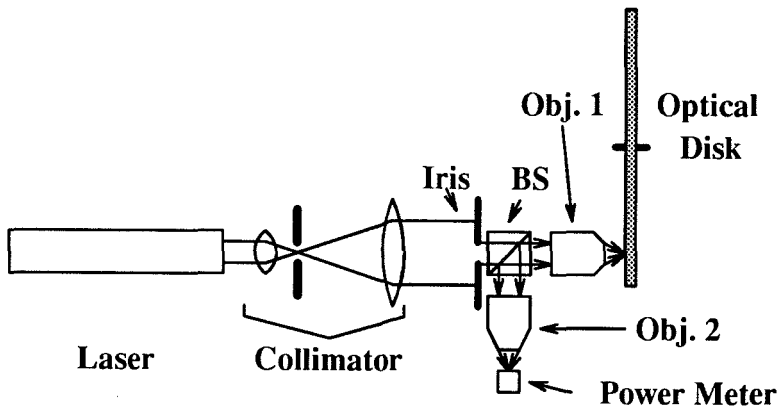 Obj. 1
Optical
Disk
Iris
BS
Laser
Collimator
Obj. 2
Power Meter